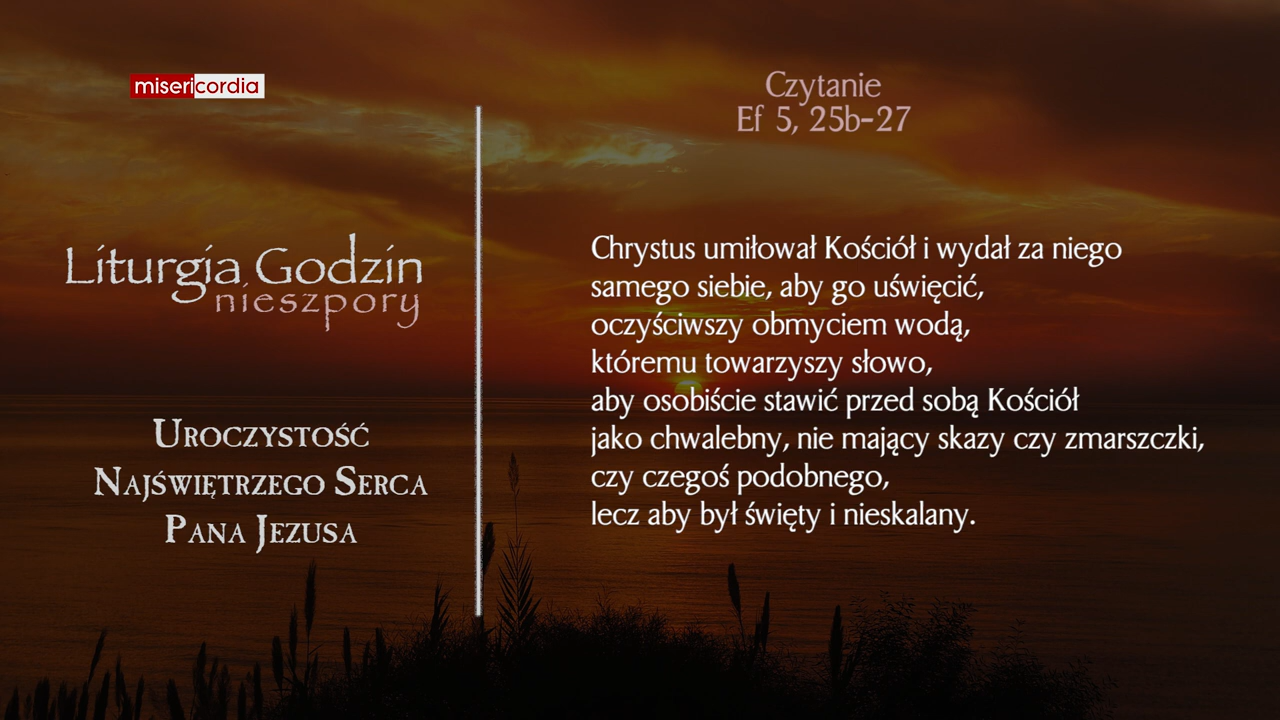 misericordia
Liturgia Godzin
nieszpory
Uroczystość
Najświętrzego Serca
Pana Jezusa
Czytanie
Ef 5, 25b-27
Chrystus umiłował Kościół i wydał za niego
samego siebie, aby go uświęcić,
oczyściwszy obmyciem wodą,
któremu towarzyszy słowo,
aby osobiście stawić przed sobą Kościół
jako chwalebny, nie mający skazy czy zmarszczki,
czy czegoś podobnego,
lecz aby był święty i nieskalany.